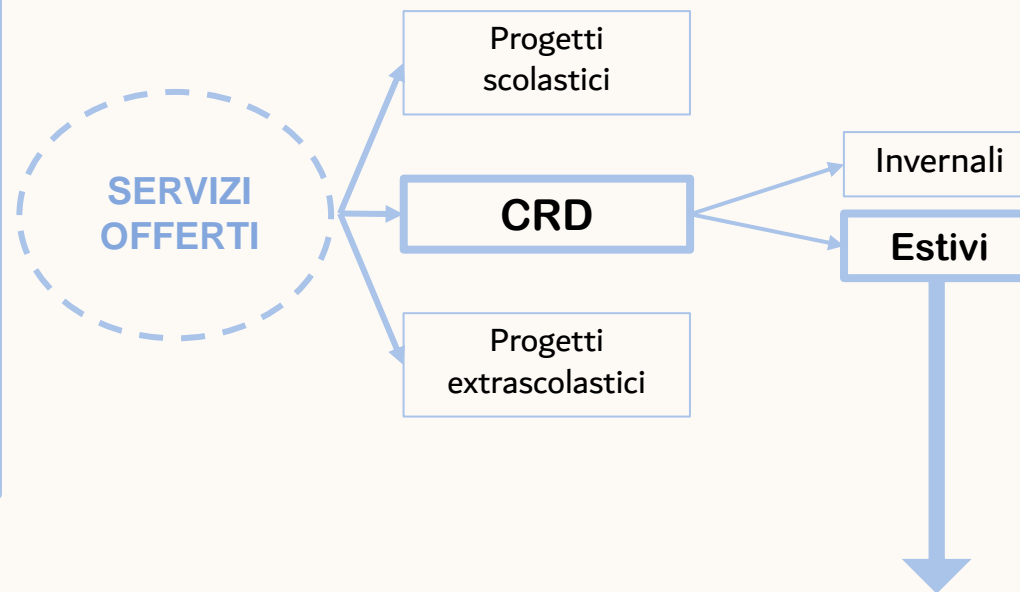 Progetti
scolastici
SERVIZI
OFFERTI
CRD
Invernali
Estivi
Progetti
extrascolastici